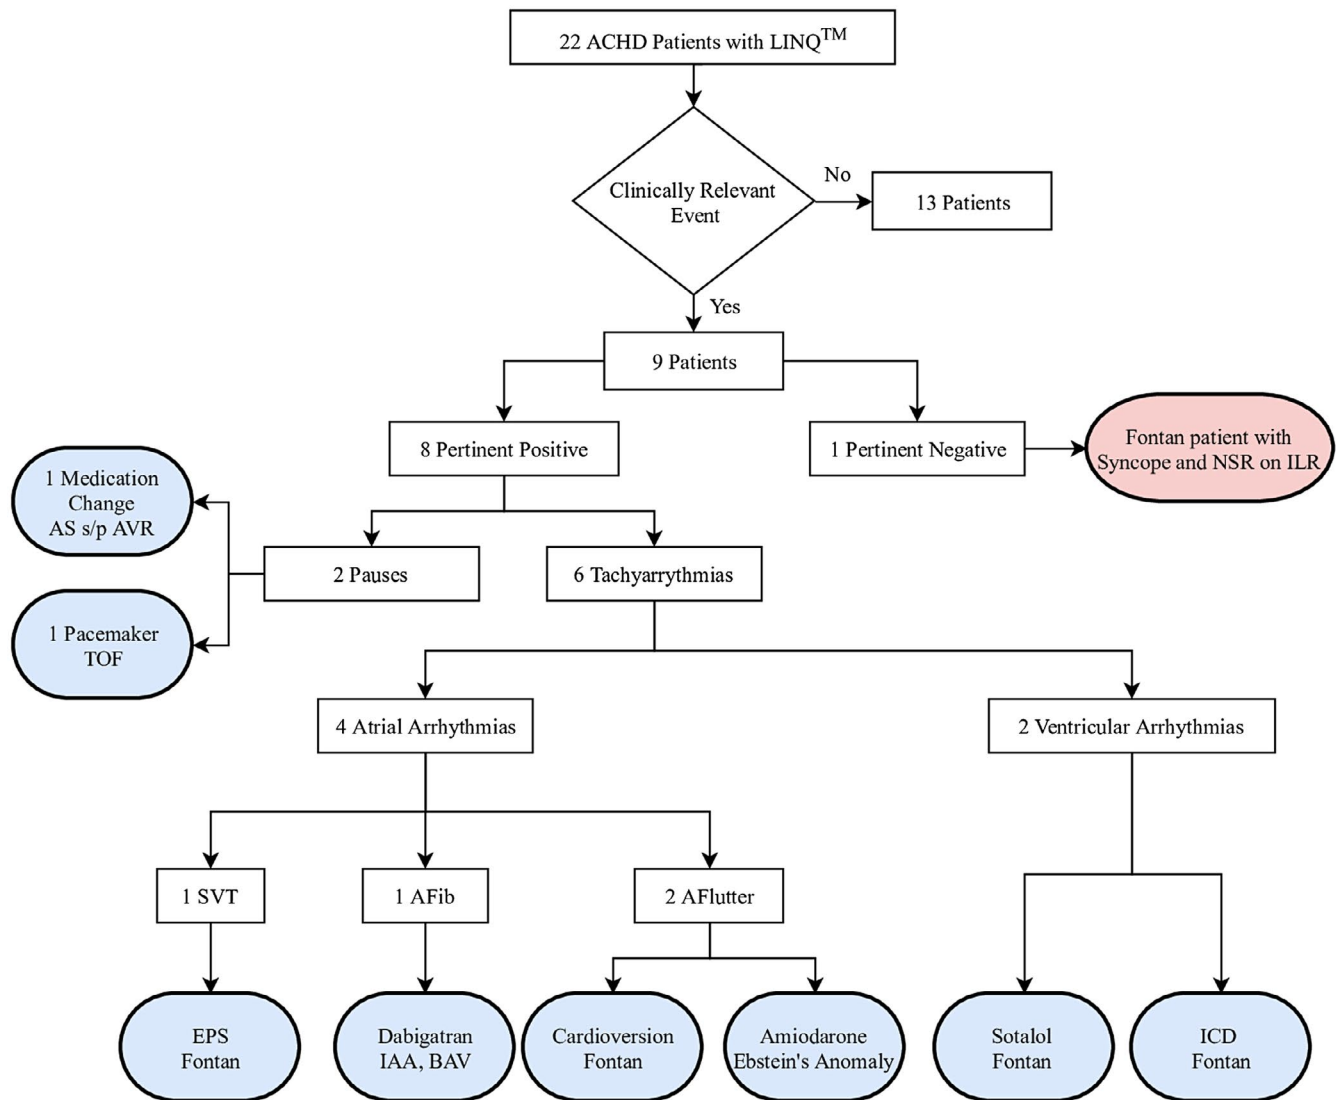 22 ACHD Patients with LINQ™
Clinically Relevant
Event
No
13 Patients
Yes
9 Patients
8 Pertinent Positive
1 Pertinent Negative
Fontan patient with
Syncope and NSR on ILR
1 Medication
Change
AS s/p AVR
2 Pauses
6 Tachyarrythmias
1 Pacemaker
TOF
4 Atrial Arrhythmias
2 Ventricular Arrhythmias
1 SVT
1 AFib
2 AFlutter
EPS
Fontan
Dabigatran
IAA, BAV
Cardioversion
Fontan
Amiodarone
Ebstein's Anomaly
Sotalol
Fontan
ICD
Fontan